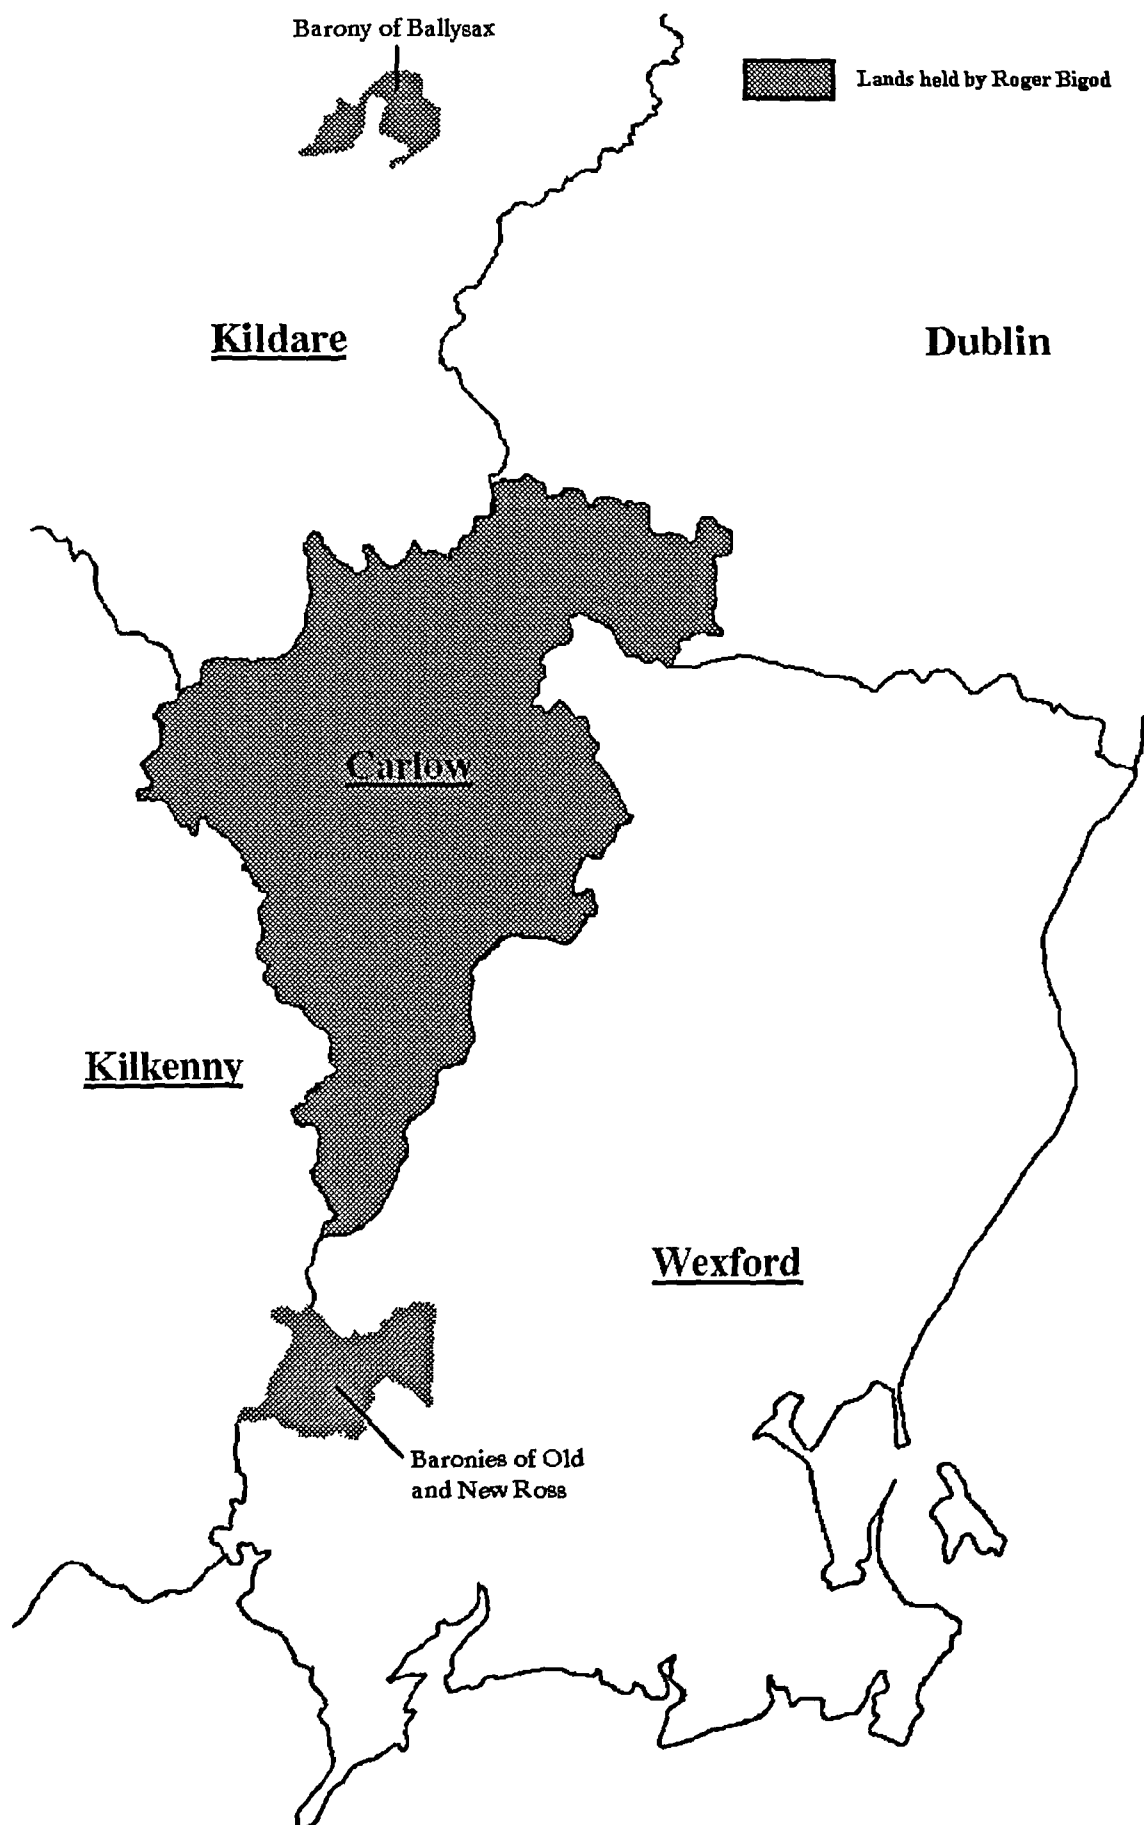 Barony of Ballysax
Lands held by Roger Bigod
Kildare
Dublin
Carlow
Kilkenny
Wexford
Baronies of Old
and New Ross